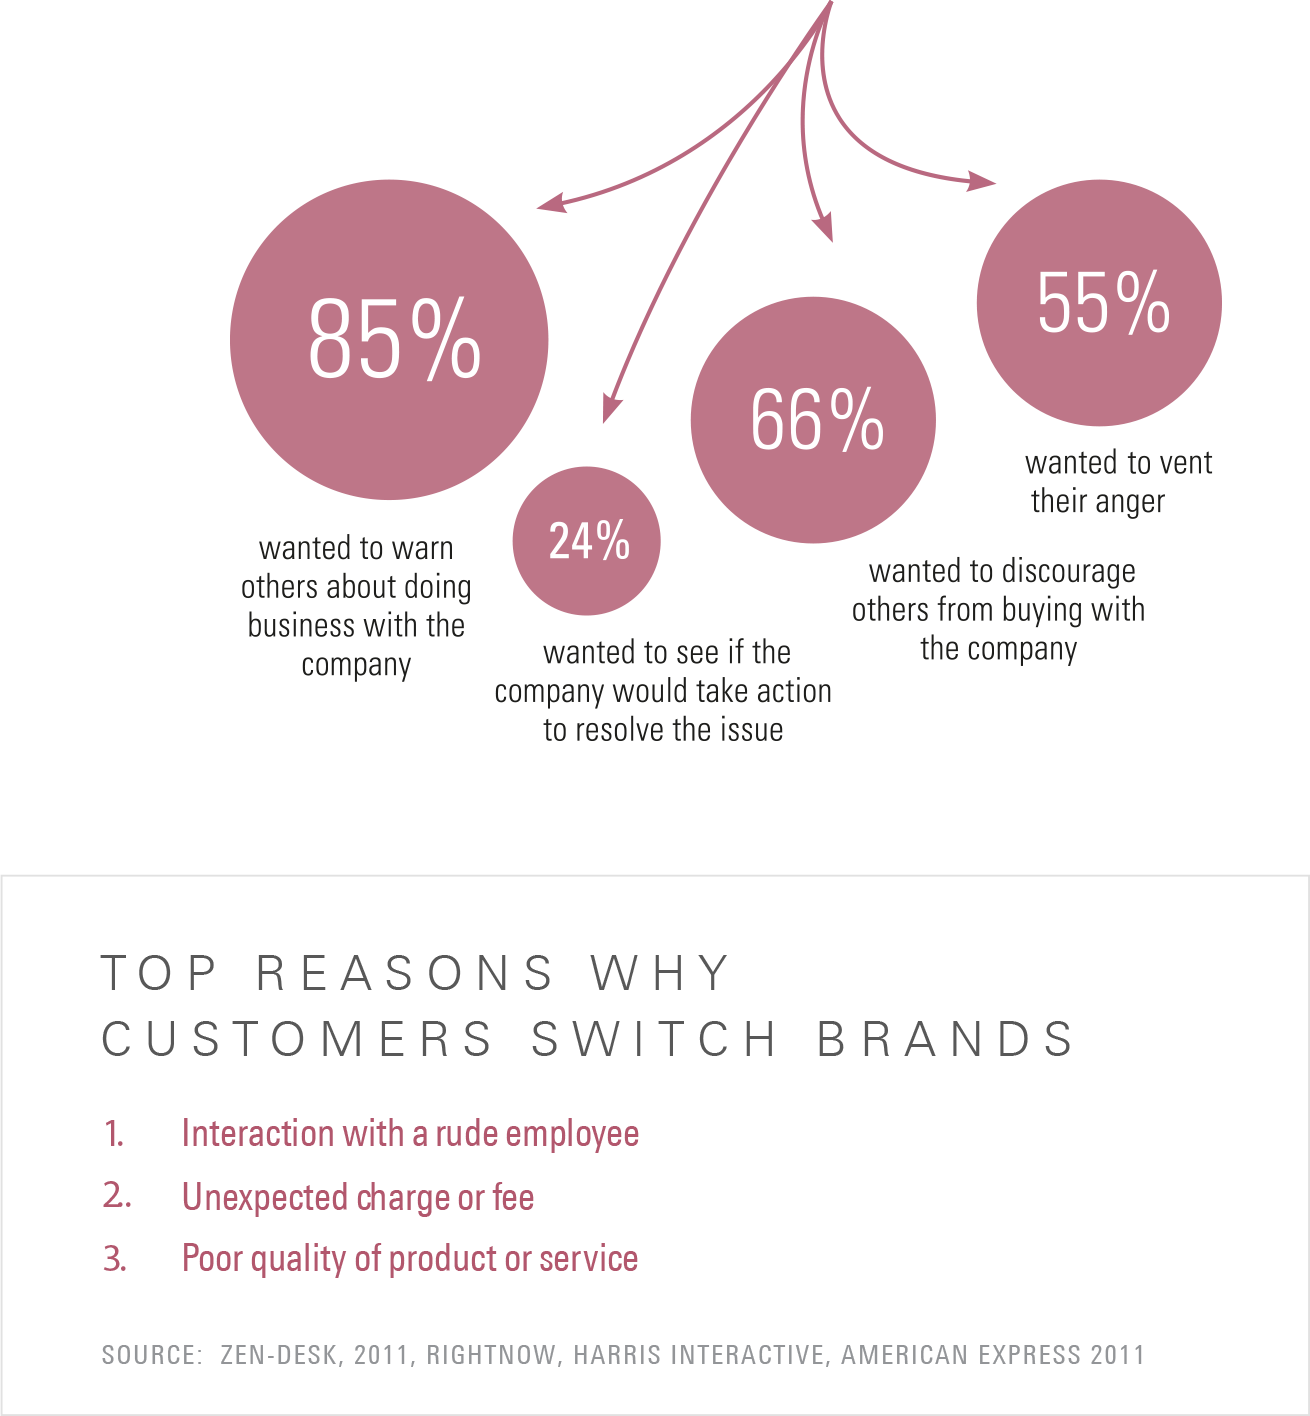 85%
wanted to warn
others about doing
business with the
company
24%
wanted to see if the
company would take action
to resolve the issue
66%
wanted to discourage
others from buying with
the company
55%
wanted to vent
their anger
TOP REASONS WHY
CUSTOMERS SWITCH BRANDS
1. Interaction with a rude employee
2.. Unexpected charge or fee
3. Poor quality of product or service
SOURCE: ZEN-DESK, 2011, RIGHTNOW, HARRIS INTERACTIVE, AMERICAN EXPRESS 2011